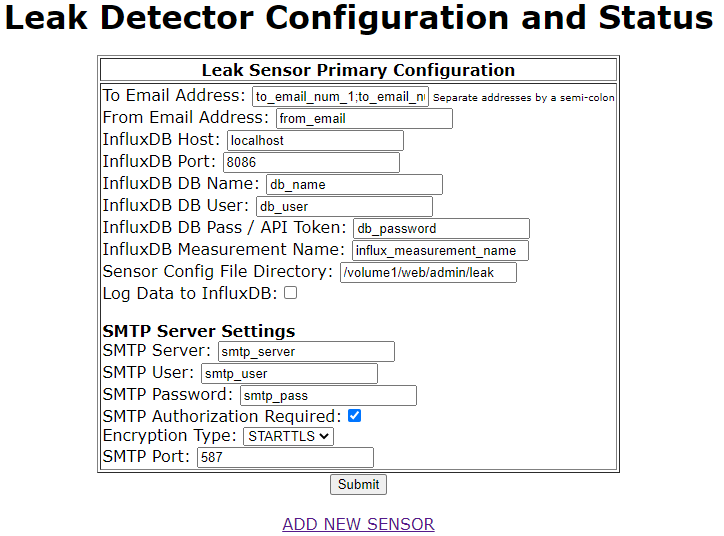 Leak Detector Configuration and Status
Leak Sensor Primary Configuration
To Email Address: to_email_num_1;to_email_nu Separate addresses by a semi-colon
From Email Address: from_email
InfluxDB Host: localhost
InfluxDB Port: 8086
InfluxDB DB Name: db_name
InfluxDB DB User: db_user
InfluxDB DB Pass / API Token: db_password
InfluxDB Measurement Name: influx_measurement_name
Sensor Config File Directory: /volume1/web/admin/leak
Log Data to InfluxDB:
SMTP Server Settings
SMTP Server: smtp_server
SMTP User: smtp_user
SMTP Password: smtp_pass
SMTP Authorization Required:
Encryption Type: STARTTLS
SMTP Port: 587
Submit
ADD NEW SENSOR